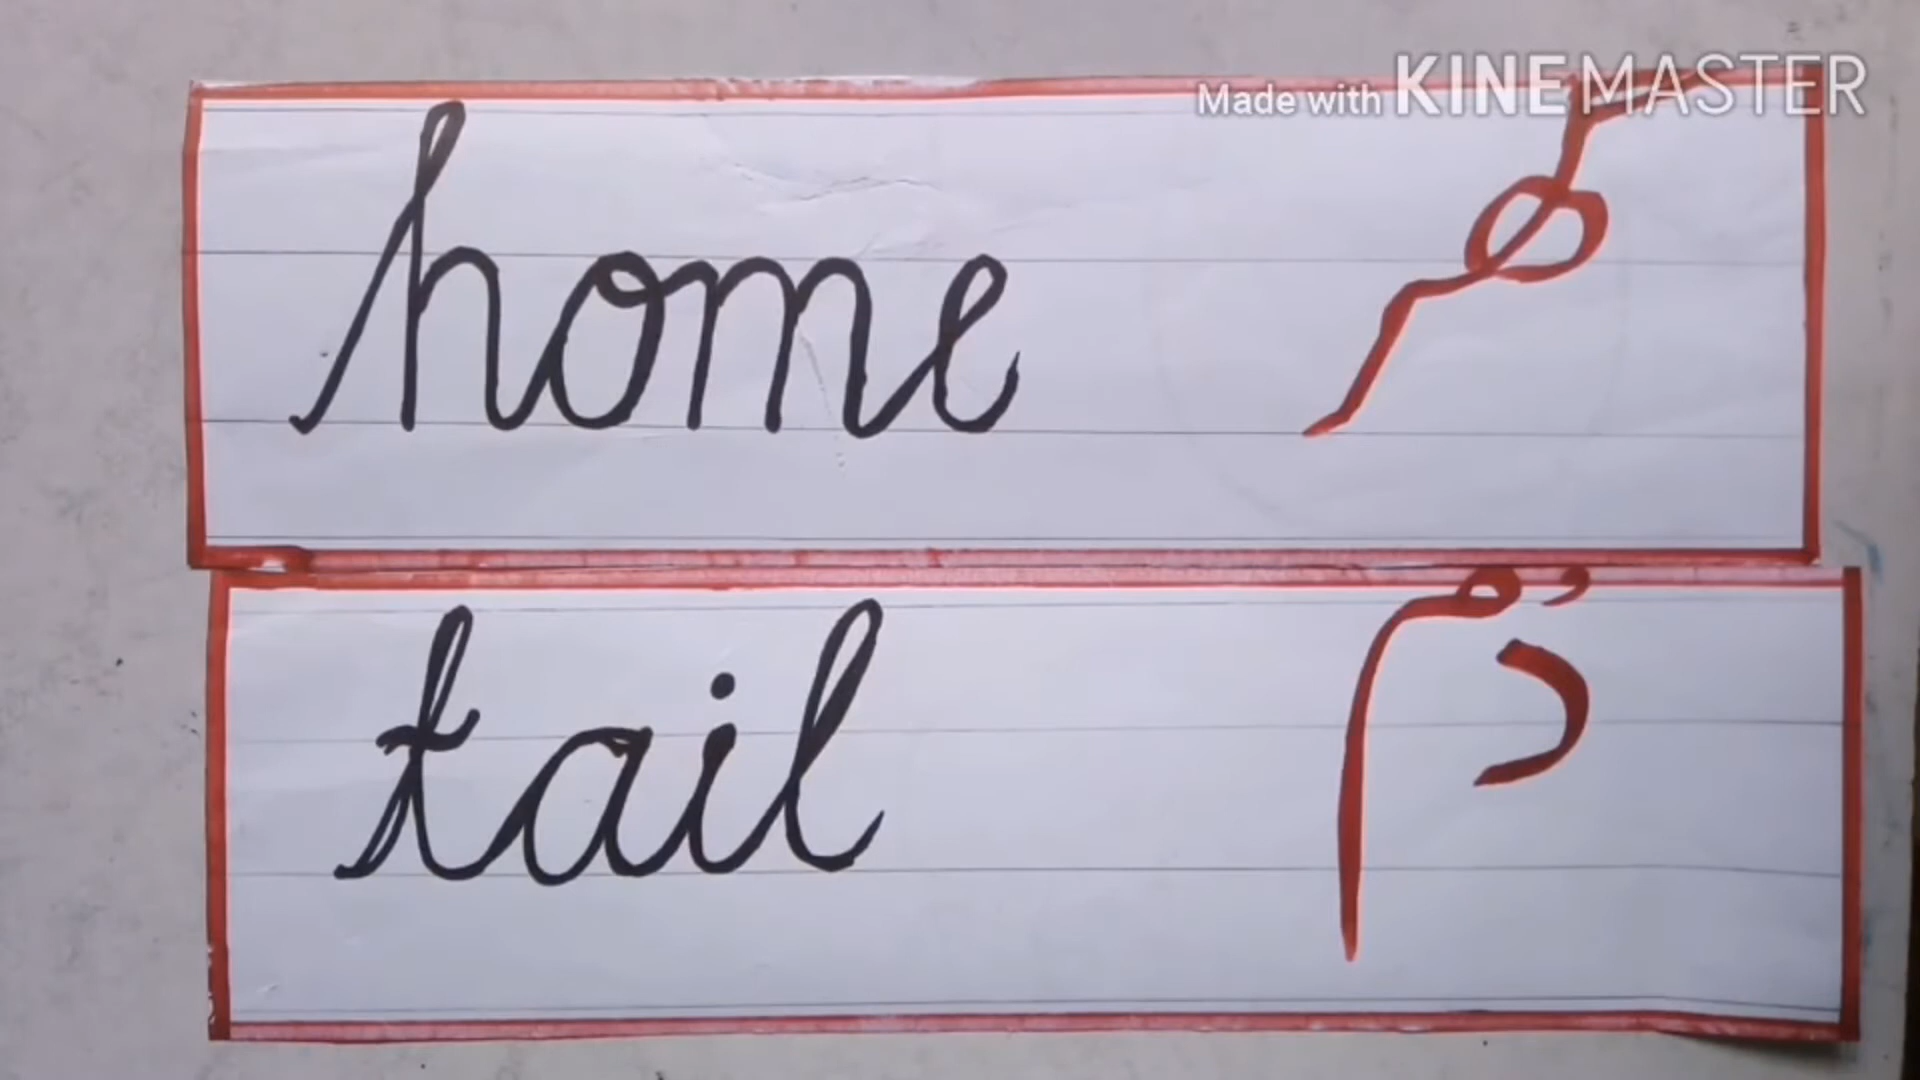 Made with KINEMASTER
home گھر
tail دُم